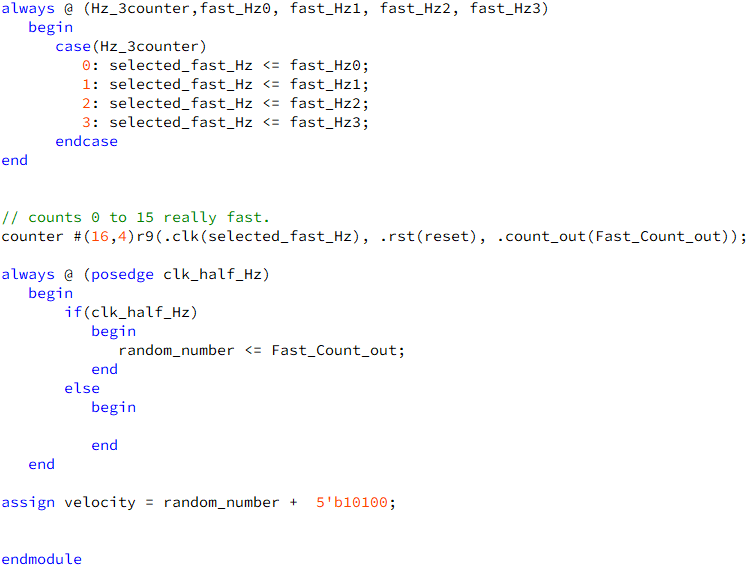 always @ (Hz_3counter,fast_Hz0, fast_Hz1, fast_Hz2, fast_Hz3)
begin
case(Hz_3counter)
0: selected_fast_Hz <= fast_Hz0;
1: selected_fast_Hz <= fast_Hz1;
2: selected_fast_Hz <= fast_Hz2;
3: selected_fast_Hz <= fast_Hz3;
endcase
end
// counts 0 to 15 really fast.
counter #(16,4)r9(.clk(selected_fast_Hz), .rst(reset), .count_out(Fast_Count_out));
always @ (posedge clk_half_Hz)
begin
if(clk_half_Hz)
begin
random_number <= Fast_Count_out;
end
else
begin
end
end
assign velocity = random_number +  5'b10100;
endmodule